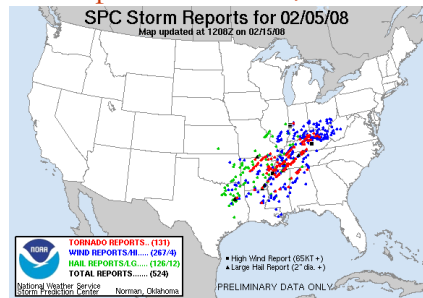 SPC Storm Reports for 02/05/08
Map updated at 1208Z on 02/15/08
NOAA
TORNADO REPORTS.. (131)
WIND REPORTS/HI..... (267/4)
HAIL REPORTS/LG..... (126/12)
TOTAL REPORTS....... (524)
National Weather Service
Storm Prediction Center Norman, Oklahoma
High Wind Report (65KT +)
Large Hail Report (2" dia. +)
PRELIMINARY DATA ONLY